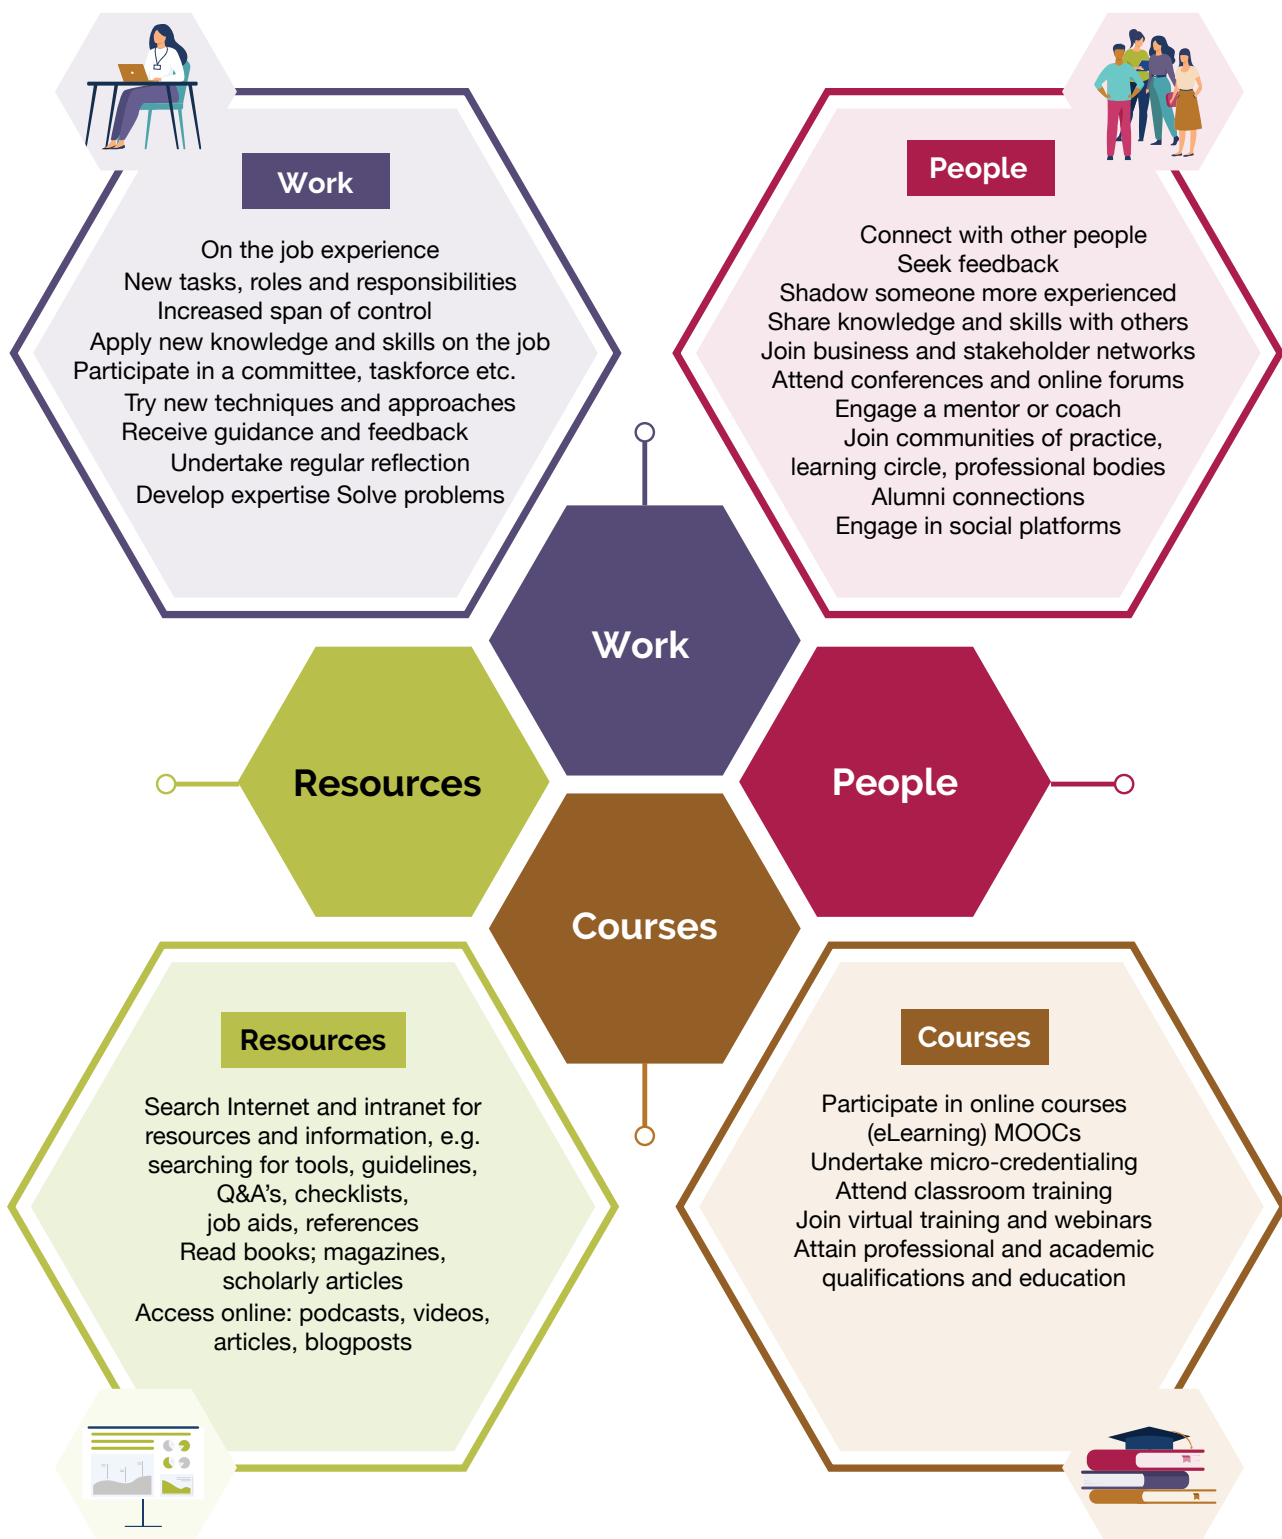 Work
On the job experience
New tasks, roles and responsibilities
Increased span of control
Apply new knowledge and skills on the job
Participate in a committee, taskforce etc.
Try new techniques and approaches
Receive guidance and feedback
Undertake regular reflection
Develop expertise Solve problems
People
Connect with other people
Seek feedback
Shadow someone more experienced
Share knowledge and skills with others
Join business and stakeholder networks
Attend conferences and online forums
Engage a mentor or coach
Join communities of practice,
learning circle, professional bodies
Alumni connections
Engage in social platforms
Work
Resources
People
Courses
Resources
Search Internet and intranet for
resources and information, e.g.
searching for tools, guidelines,
Q&A’s, checklists,
job aids, references
Read books; magazines,
scholarly articles
Access online: podcasts, videos,
articles, blogposts
Courses
Participate in online courses
(eLearning) MOOCs
Undertake micro-credentialing
Attend classroom training
Join virtual training and webinars
Attain professional and academic
qualifications and education